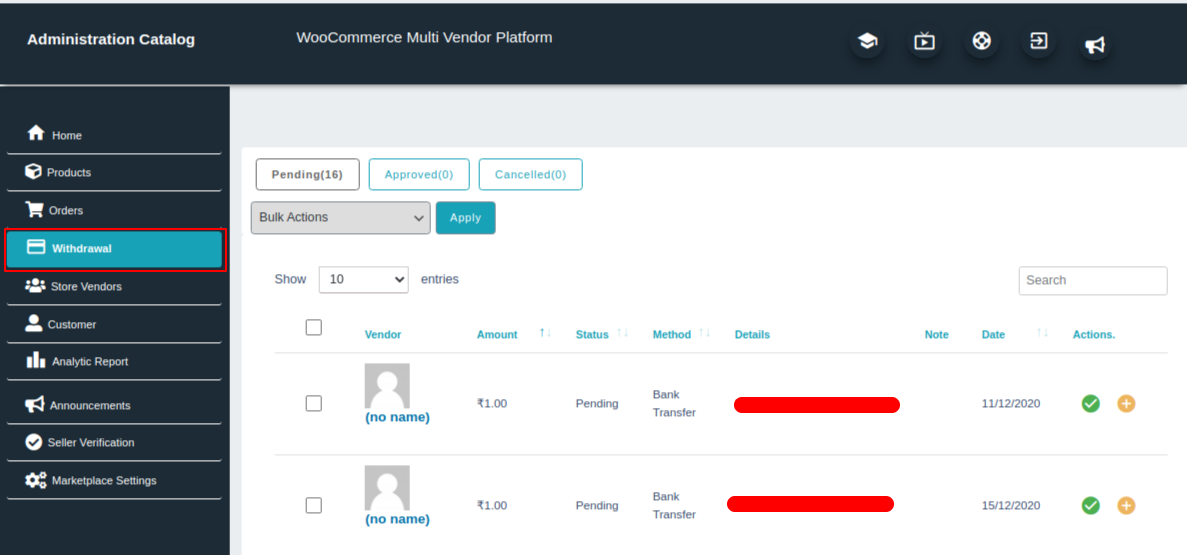 Administration Catalog
WooCommerce Multi Vendor Platform
Home
Products
Orders
Withdrawal
Store Vendors
Customer
Analytic Report
Announcements
Seller Verification
Marketplace Settings
Pending(16) Approved(0) Cancelled(0)
Bulk Actions Apply
Show 10 entries Search
Vendor Amount Status Method Details Note Date Actions.
(no name) ₹1.00 Pending Bank Transfer 11/12/2020
(no name) ₹1.00 Pending Bank Transfer 15/12/2020